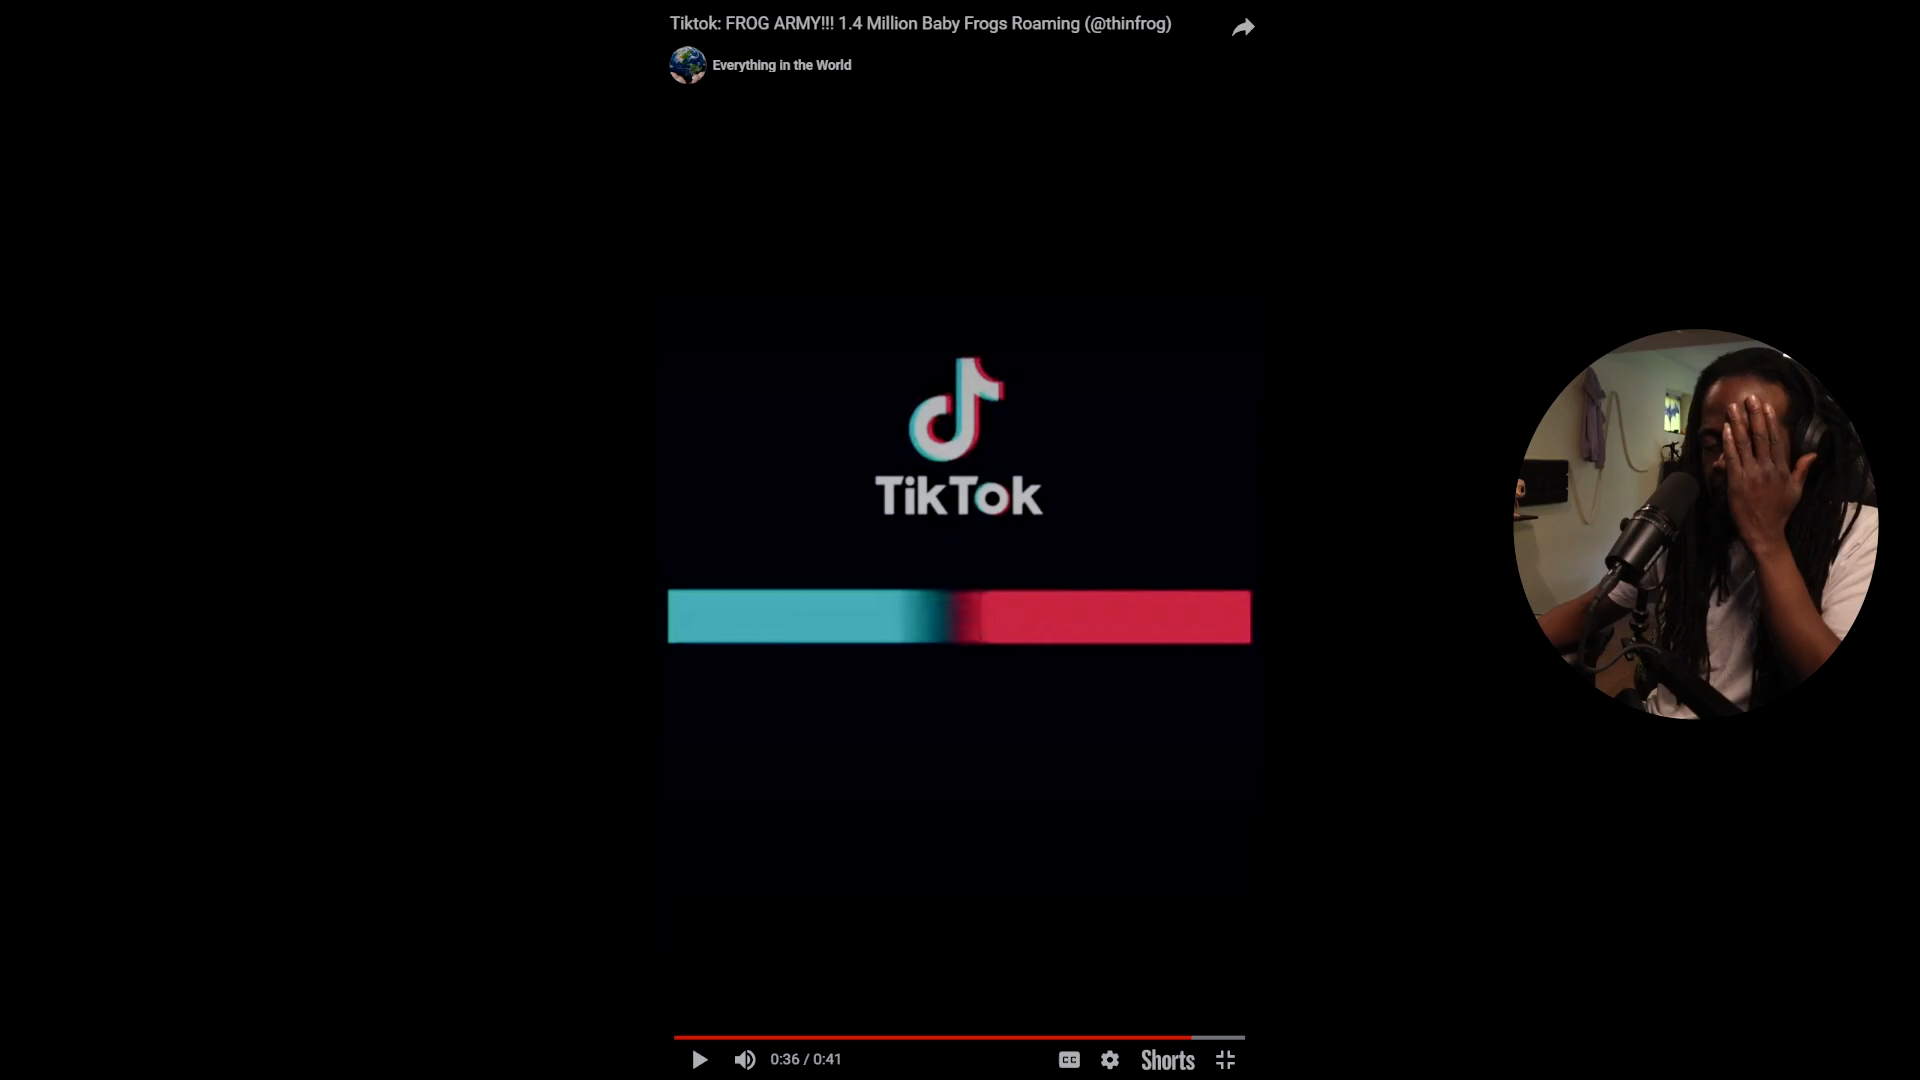 Tiktok: FROG ARMY!!! 1.4 Million Baby Frogs Roaming (@thinfrog)
Everything in the World
TikTok
0:36 / 0:41
CC
Shorts